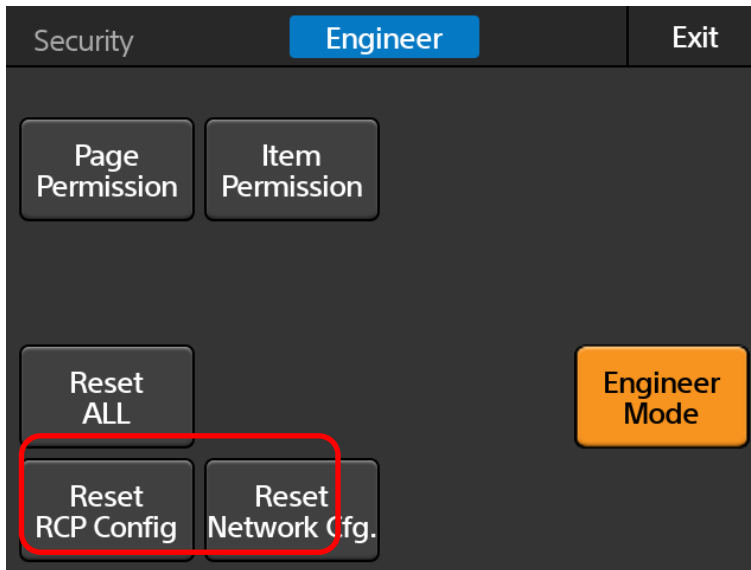 Security
Engineer
Exit
Page
Permission
Item
Permission
Reset
ALL
Engineer
Mode
Reset
RCP Config
Reset
Network Cfg.